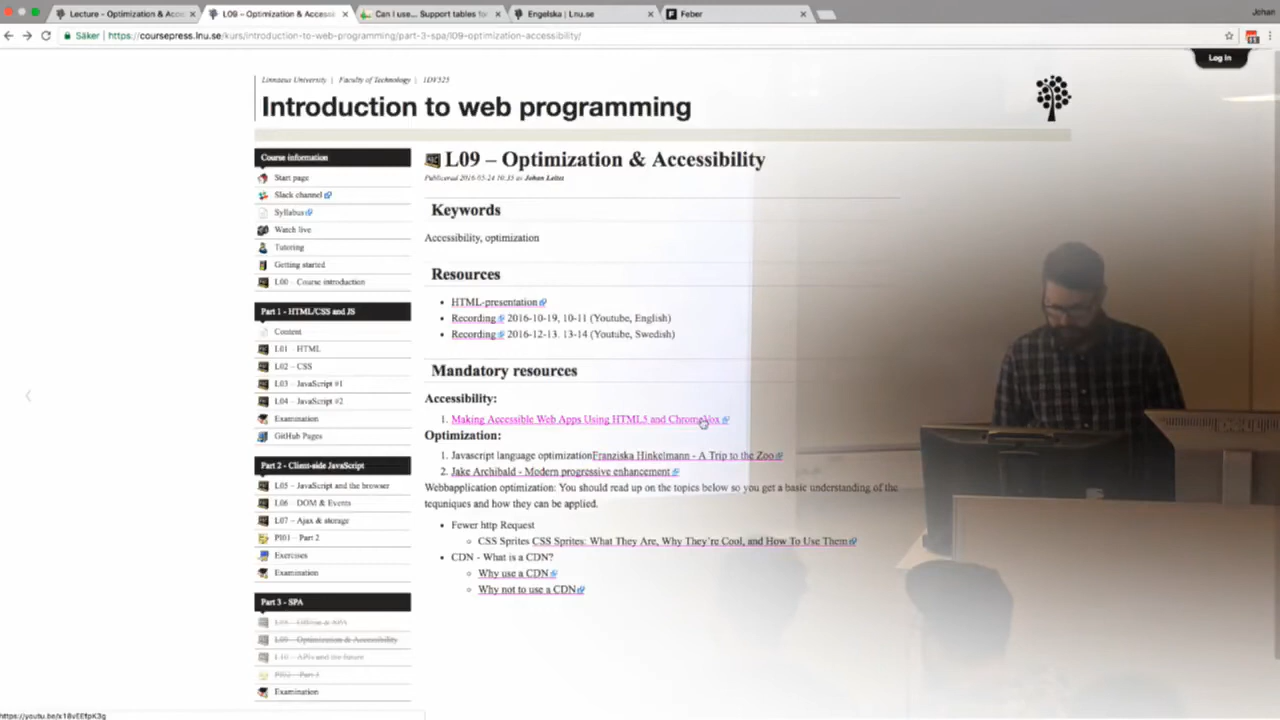 Lecture - Optimization & Acce
L09 – Optimization & Accessi
Can I use... Support tables for
Engelska | Lnu.se
Feber
Johan
Säker
https://coursepress.lnu.se/kurs/introduction-to-web-programming/part-3-spa/l09-optimization-accessibility/
Log in
Linnaeus University | Faculty of Technology | 1DV525
Introduction to web programming
Course information
Start page
Slack channel
Syllabus
Watch live
Tutoring
Getting started
L00 – Course introduction
Part 1 - HTML/CSS and JS
Content
L01 – HTML
L02 – CSS
L03 – JavaScript #1
L04 – JavaScript #2
Examination
GitHub Pages
Part 2 - Client-side JavaScript
L05 – JavaScript and the browser
L06 – DOM & Events
L07 – Ajax & storage
PI01 – Part 2
Exercises
Examination
Part 3 - SPA
L09 – Optimization & Accessibility
L10 – APIs and the future
PI02 – Part 3
Examination
L09 – Optimization & Accessibility
Publicerad 2016-05-24 10:35 av Johan Leitet
Keywords
Accessibility, optimization
Resources
HTML-presentation
Recording 2016-10-19, 10-11 (Youtube, English)
Recording 2016-12-13. 13-14 (Youtube, Swedish)
Mandatory resources
Accessibility:
1. Making Accessible Web Apps Using HTML5 and ChromeVox
Optimization:
1. Javascript language optimizationFranziska Hinkelmann - A Trip to the Zoo
2. Jake Archibald - Modern progressive enhancement
Webbapplication optimization: You should read up on the topics below so you get a basic understanding of the
tequniques and how they can be applied.
Fewer http Request
CSS Sprites CSS Sprites: What They Are, Why They're Cool, and How To Use Them
CDN - What is a CDN?
Why use a CDN
Why not to use a CDN